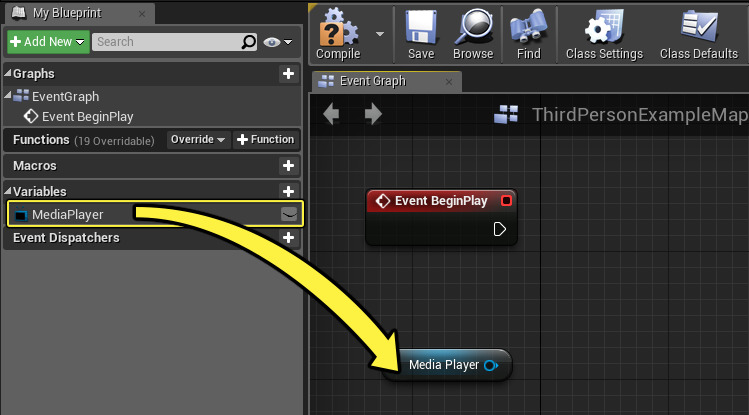 My Blueprint
Add New
Search
Graphs
EventGraph
Event BeginPlay
Functions (19 Overridable) Override Function
Macros
Variables
MediaPlayer
Event Dispatchers
Compile Save Browse Find Class Settings Class Defaults
Event Graph
ThirdPersonExampleMap
Event BeginPlay
Media Player